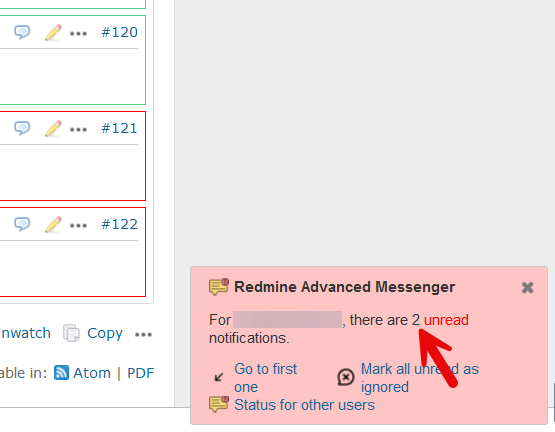 #120
#121
#122
nwatch Copy
able in: Atom | PDF
Redmine Advanced Messenger
For , there are 2 unread
notifications.
Go to first
one
Mark all unread as
ignored
Status for other users